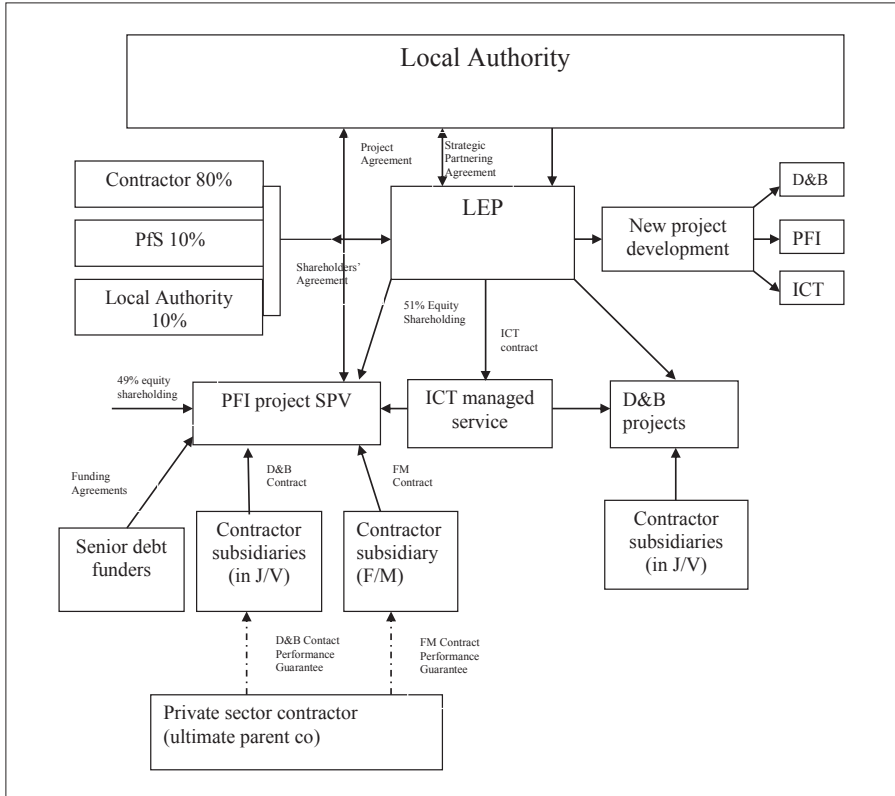 Local Authority
Project
Agreement
Strategic
Partnering
Agreement
Contractor 80%
PfS 10%
Local Authority
10%
Shareholders’
Agreement
LEP
New project
development
D&B
PFI
ICT
51% Equity
Shareholding
ICT
contract
49% equity
shareholding
PFI project SPV
ICT managed
service
D&B
projects
Funding
Agreements
D&B
Contract
FM
Contract
Senior debt
funders
Contractor
subsidiaries
(in J/V)
Contractor
subsidiary
(F/M)
Contractor
subsidiaries
(in J/V)
D&B Contact
Performance
Guarantee
FM Contract
Performance
Guarantee
Private sector contractor
(ultimate parent co)